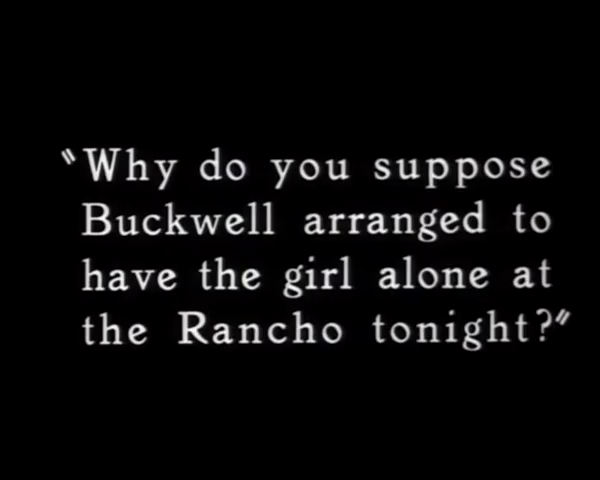 "Why do you suppose
Buckwell arranged to
have the girl alone at
the Rancho tonight?"